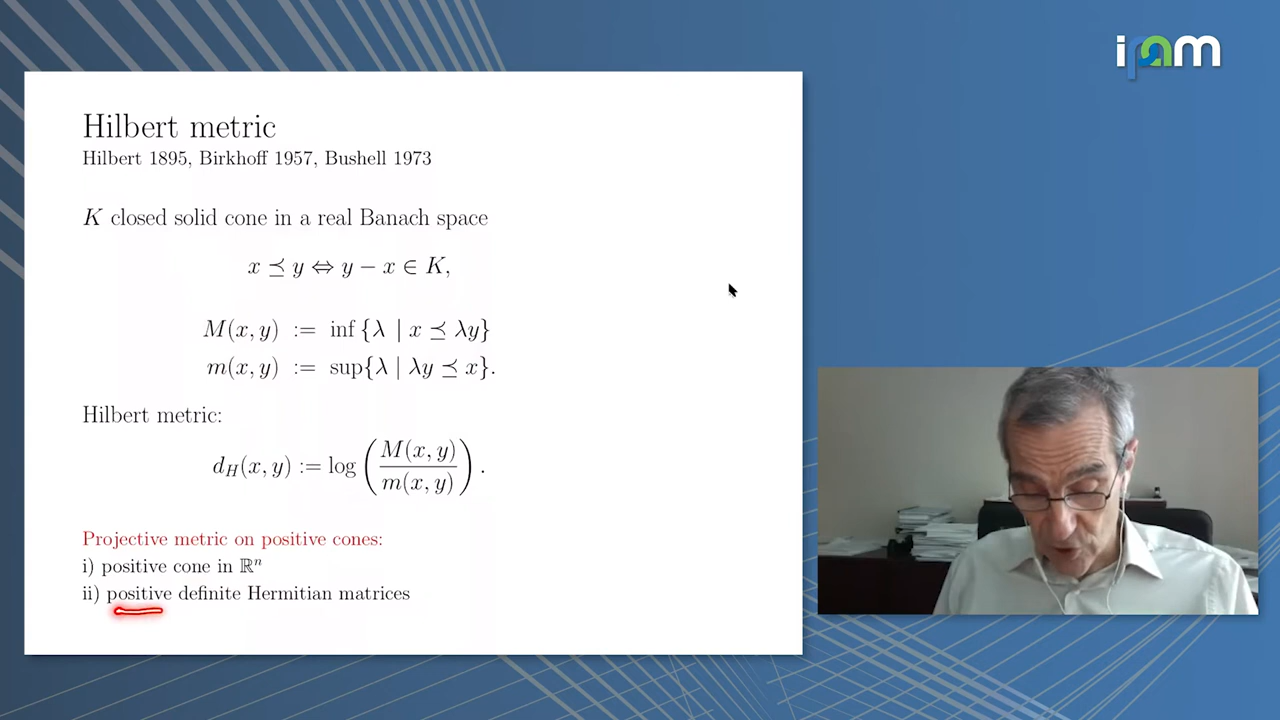 ipam
Hilbert metric
Hilbert 1895, Birkhoff 1957, Bushell 1973
K closed solid cone in a real Banach space
x ⪯ y ⇔ y − x ∈ K,
M(x, y) := inf {λ | x ⪯ λy}
m(x, y) := sup{λ | λy ⪯ x}.
Hilbert metric:
d_H(x, y) := log ( M(x, y) / m(x, y) ) .
Projective metric on positive cones:
i) positive cone in ℝⁿ
ii) positive definite Hermitian matrices